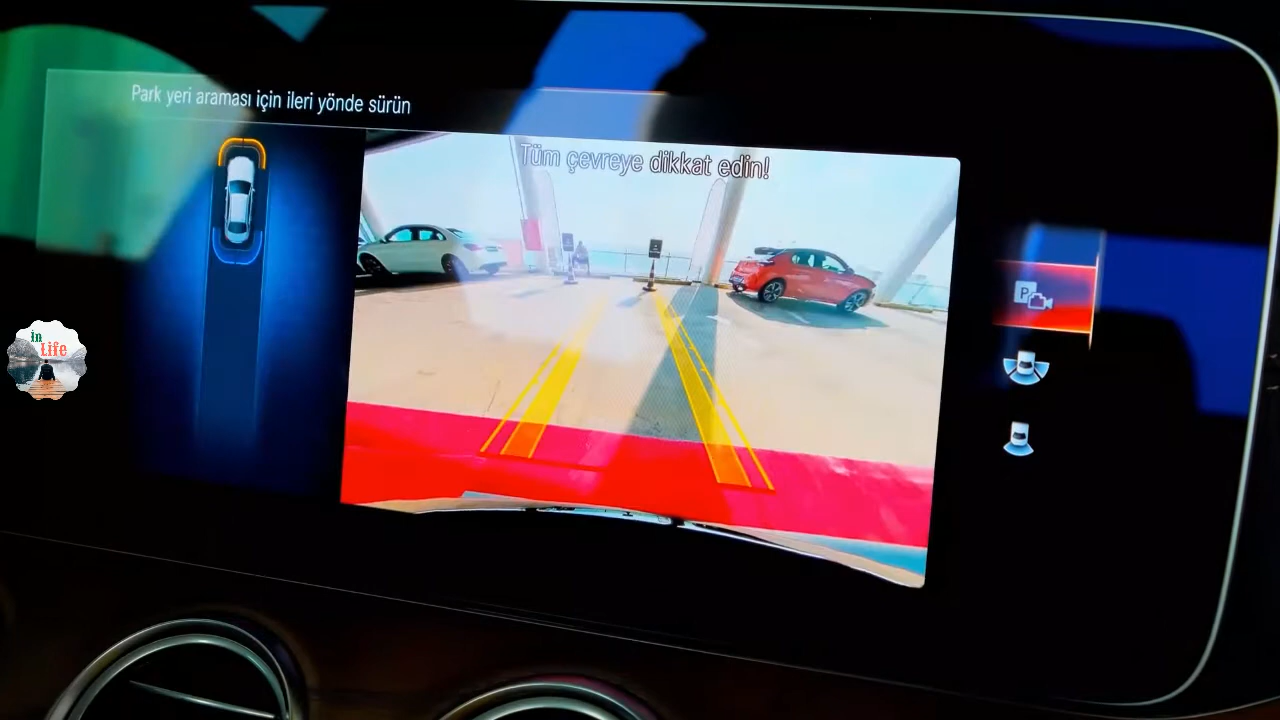 Park yeri araması için ileri yönde sürün
Tüm çevreye dikkat edin!
P
in
Life